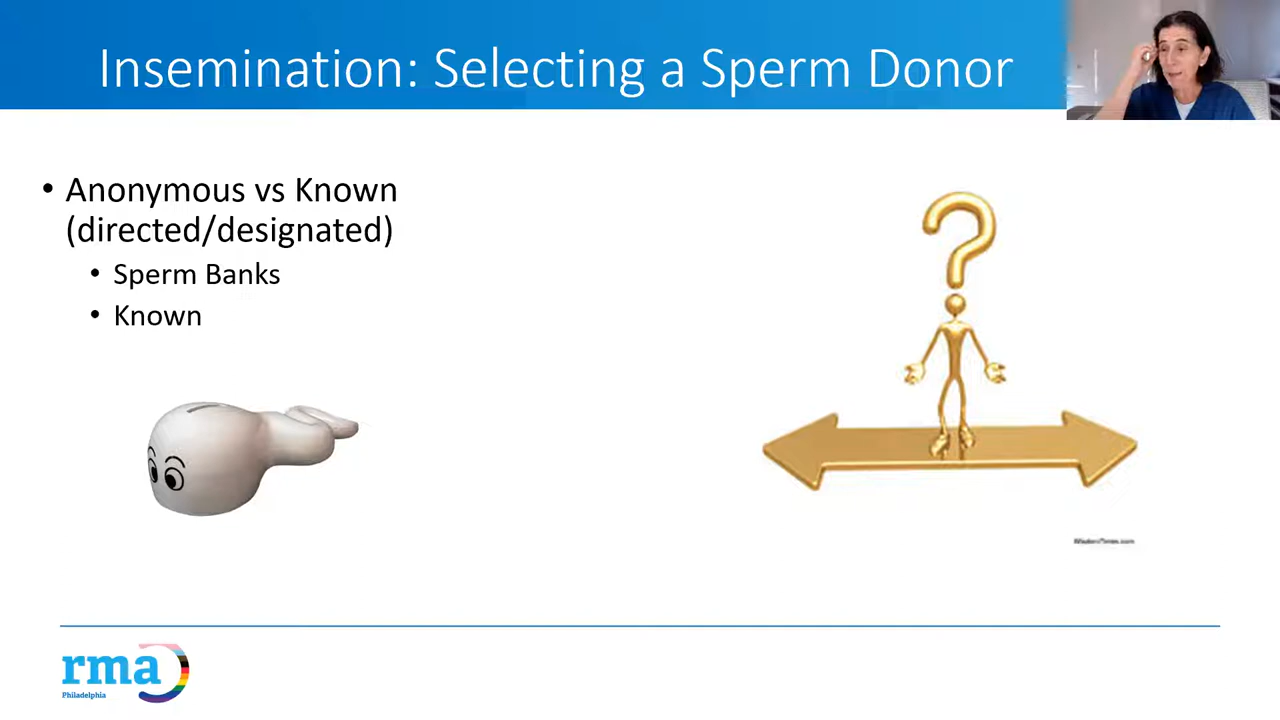 Insemination: Selecting a Sperm Donor
• Anonymous vs Known
(directed/designated)
• Sperm Banks
• Known
rma
Philadelphia